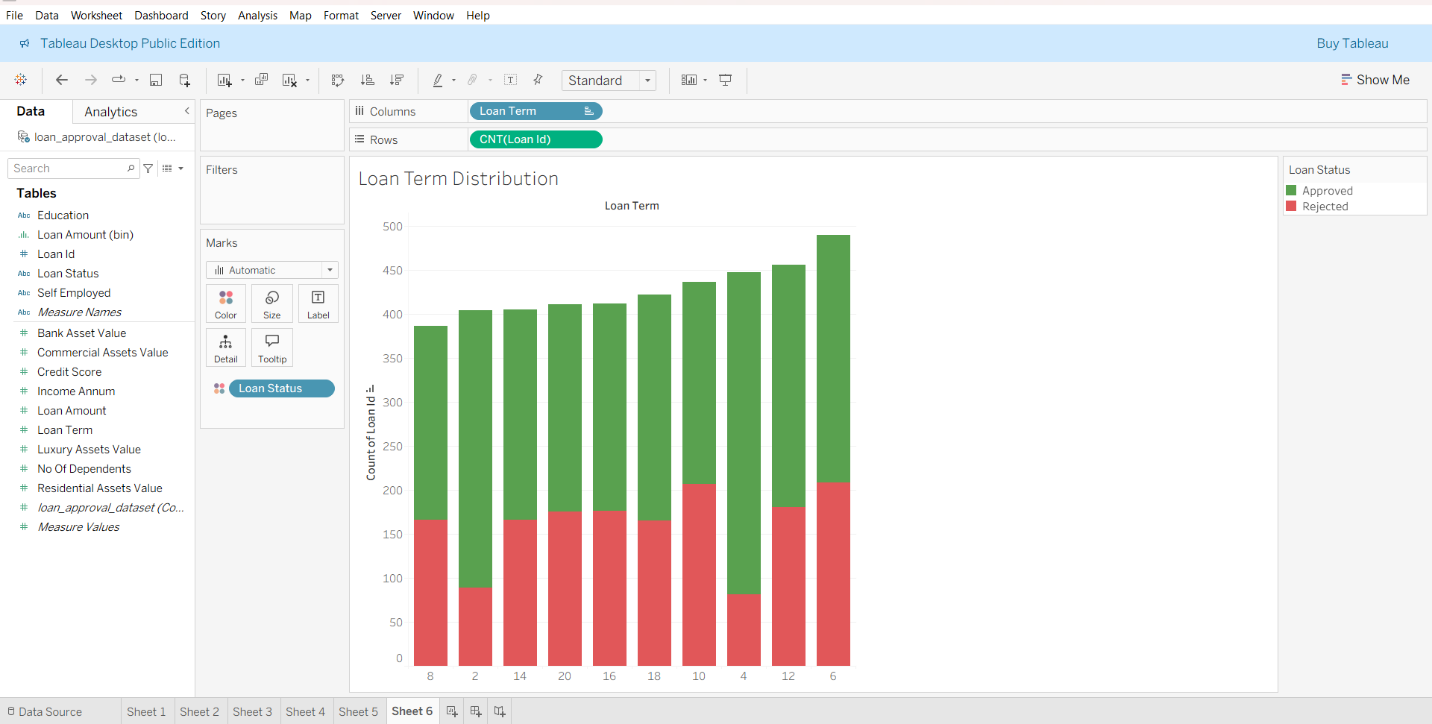 File Data Worksheet Dashboard Story Analysis Map Format Server Window Help
Tableau Desktop Public Edition
Buy Tableau
Standard
Show Me
Data
Analytics
loan_approval_dataset (lo...
Search
Tables
Abc Education
Loan Amount (bin)
# Loan Id
Abc Loan Status
Abc Self Employed
Abc Measure Names
# Bank Asset Value
# Commercial Assets Value
# Credit Score
# Income Annum
# Loan Amount
# Loan Term
# Luxury Assets Value
# No Of Dependents
# Residential Assets Value
# loan_approval_dataset (Co...
# Measure Values
Pages
Filters
Marks
Automatic
Color Size Label
Detail Tooltip
Loan Status
Columns Loan Term
Rows CNT(Loan Id)
Loan Term Distribution
Loan Term
500
450
400
350
300
250
200
150
100
50
0
Count of Loan Id
8 2 14 20 16 18 10 4 12 6
Loan Status
Approved
Rejected
Data Source Sheet 1 Sheet 2 Sheet 3 Sheet 4 Sheet 5 Sheet 6